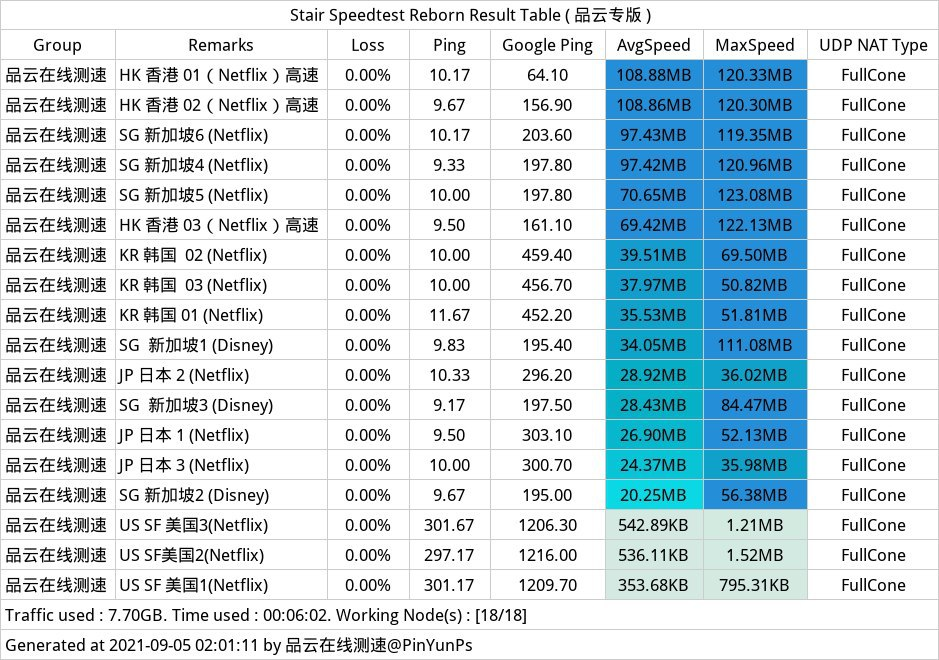 Stair Speedtest Reborn Result Table ( 品云专版 )
Group Remarks Loss Ping Google Ping AvgSpeed MaxSpeed UDP NAT Type
品云在线测速 HK 香港 01（Netflix）高速 0.00% 10.17 64.10 108.88MB 120.33MB FullCone
品云在线测速 HK 香港 02（Netflix）高速 0.00% 9.67 156.90 108.86MB 120.30MB FullCone
品云在线测速 SG 新加坡6 (Netflix) 0.00% 10.17 203.60 97.43MB 119.35MB FullCone
品云在线测速 SG 新加坡4 (Netflix) 0.00% 9.33 197.80 97.42MB 120.96MB FullCone
品云在线测速 SG 新加坡5 (Netflix) 0.00% 10.00 197.80 70.65MB 123.08MB FullCone
品云在线测速 HK 香港 03（Netflix）高速 0.00% 9.50 161.10 69.42MB 122.13MB FullCone
品云在线测速 KR 韩国  02 (Netflix) 0.00% 10.00 459.40 39.51MB 69.50MB FullCone
品云在线测速 KR 韩国  03 (Netflix) 0.00% 10.00 456.70 37.97MB 50.82MB FullCone
品云在线测速 KR 韩国 01 (Netflix) 0.00% 11.67 452.20 35.53MB 51.81MB FullCone
品云在线测速 SG  新加坡1 (Disney) 0.00% 9.83 195.40 34.05MB 111.08MB FullCone
品云在线测速 JP 日本 2 (Netflix) 0.00% 10.33 296.20 28.92MB 36.02MB FullCone
品云在线测速 SG  新加坡3 (Disney) 0.00% 9.17 197.50 28.43MB 84.47MB FullCone
品云在线测速 JP 日本 1 (Netflix) 0.00% 9.50 303.10 26.90MB 52.13MB FullCone
品云在线测速 JP 日本 3 (Netflix) 0.00% 10.00 300.70 24.37MB 35.98MB FullCone
品云在线测速 SG 新加坡2 (Disney) 0.00% 9.67 195.00 20.25MB 56.38MB FullCone
品云在线测速 US SF 美国3(Netflix) 0.00% 301.67 1206.30 542.89KB 1.21MB FullCone
品云在线测速 US SF美国2(Netflix) 0.00% 297.17 1216.00 536.11KB 1.52MB FullCone
品云在线测速 US SF 美国1(Netflix) 0.00% 301.17 1209.70 353.68KB 795.31KB FullCone
Traffic used : 7.70GB. Time used : 00:06:02. Working Node(s) : [18/18]
Generated at 2021-09-05 02:01:11 by 品云在线测速@PinYunPs